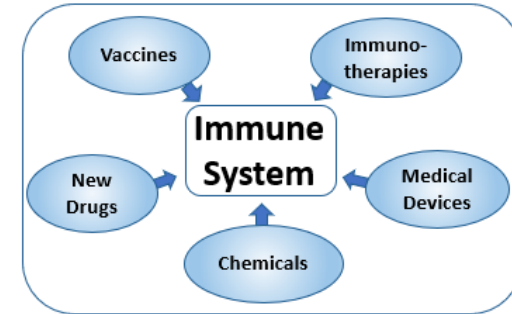 Vaccines
Immuno-
therapies
Immune
System
New
Drugs
Medical
Devices
Chemicals